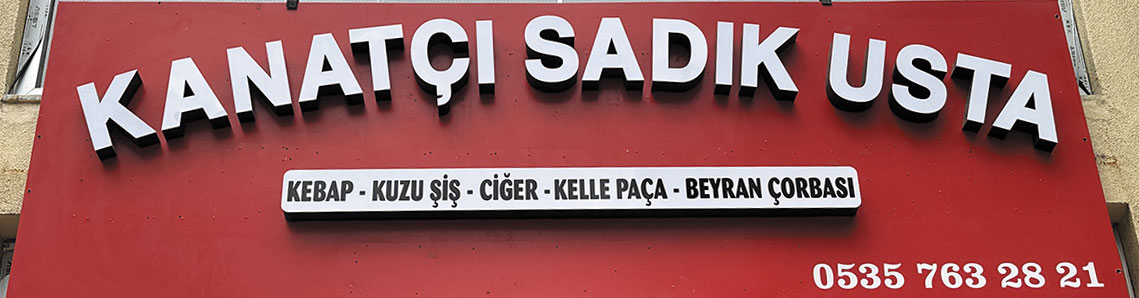 KANATÇI SADIK USTA
KEBAP - KUZU ŞİŞ - CİĞER - KELLE PAÇA - BEYRAN ÇORBASI
0535 763 28 21